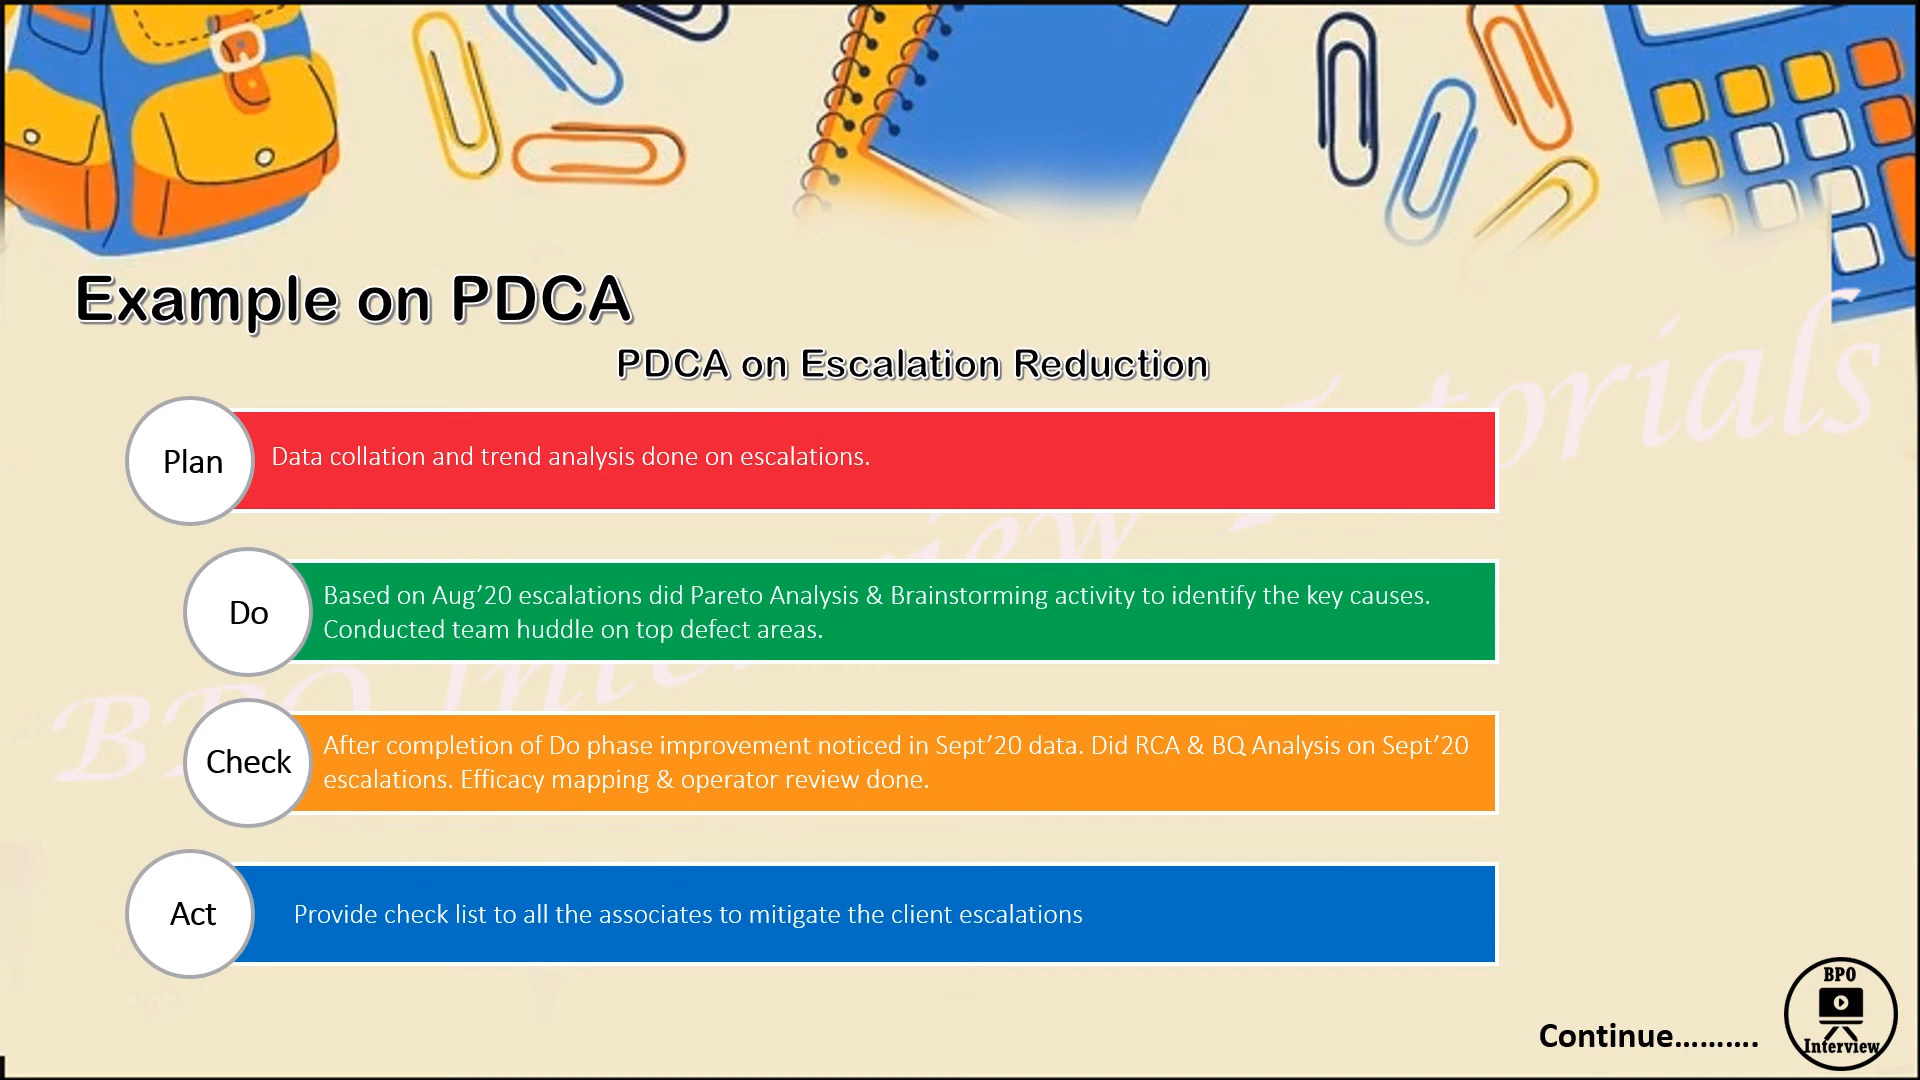 Example on PDCA
PDCA on Escalation Reduction
Plan
Data collation and trend analysis done on escalations.
Do
Based on Aug’20 escalations did Pareto Analysis & Brainstorming activity to identify the key causes.
Conducted team huddle on top defect areas.
Check
After completion of Do phase improvement noticed in Sept’20 data. Did RCA & BQ Analysis on Sept’20
escalations. Efficacy mapping & operator review done.
Act
Provide check list to all the associates to mitigate the client escalations
Continue..........
BPO
Interview
BPO Interview Tutorials